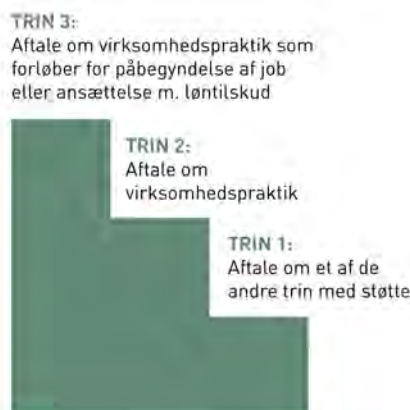 TRIN 3:
Aftale om virksomhedspraktik som
forløber for påbegyndelse af job
eller ansættelse m. løntilskud
TRIN 2:
Aftale om
virksomhedspraktik
TRIN 1:
Aftale om et af de
andre trin med støtte